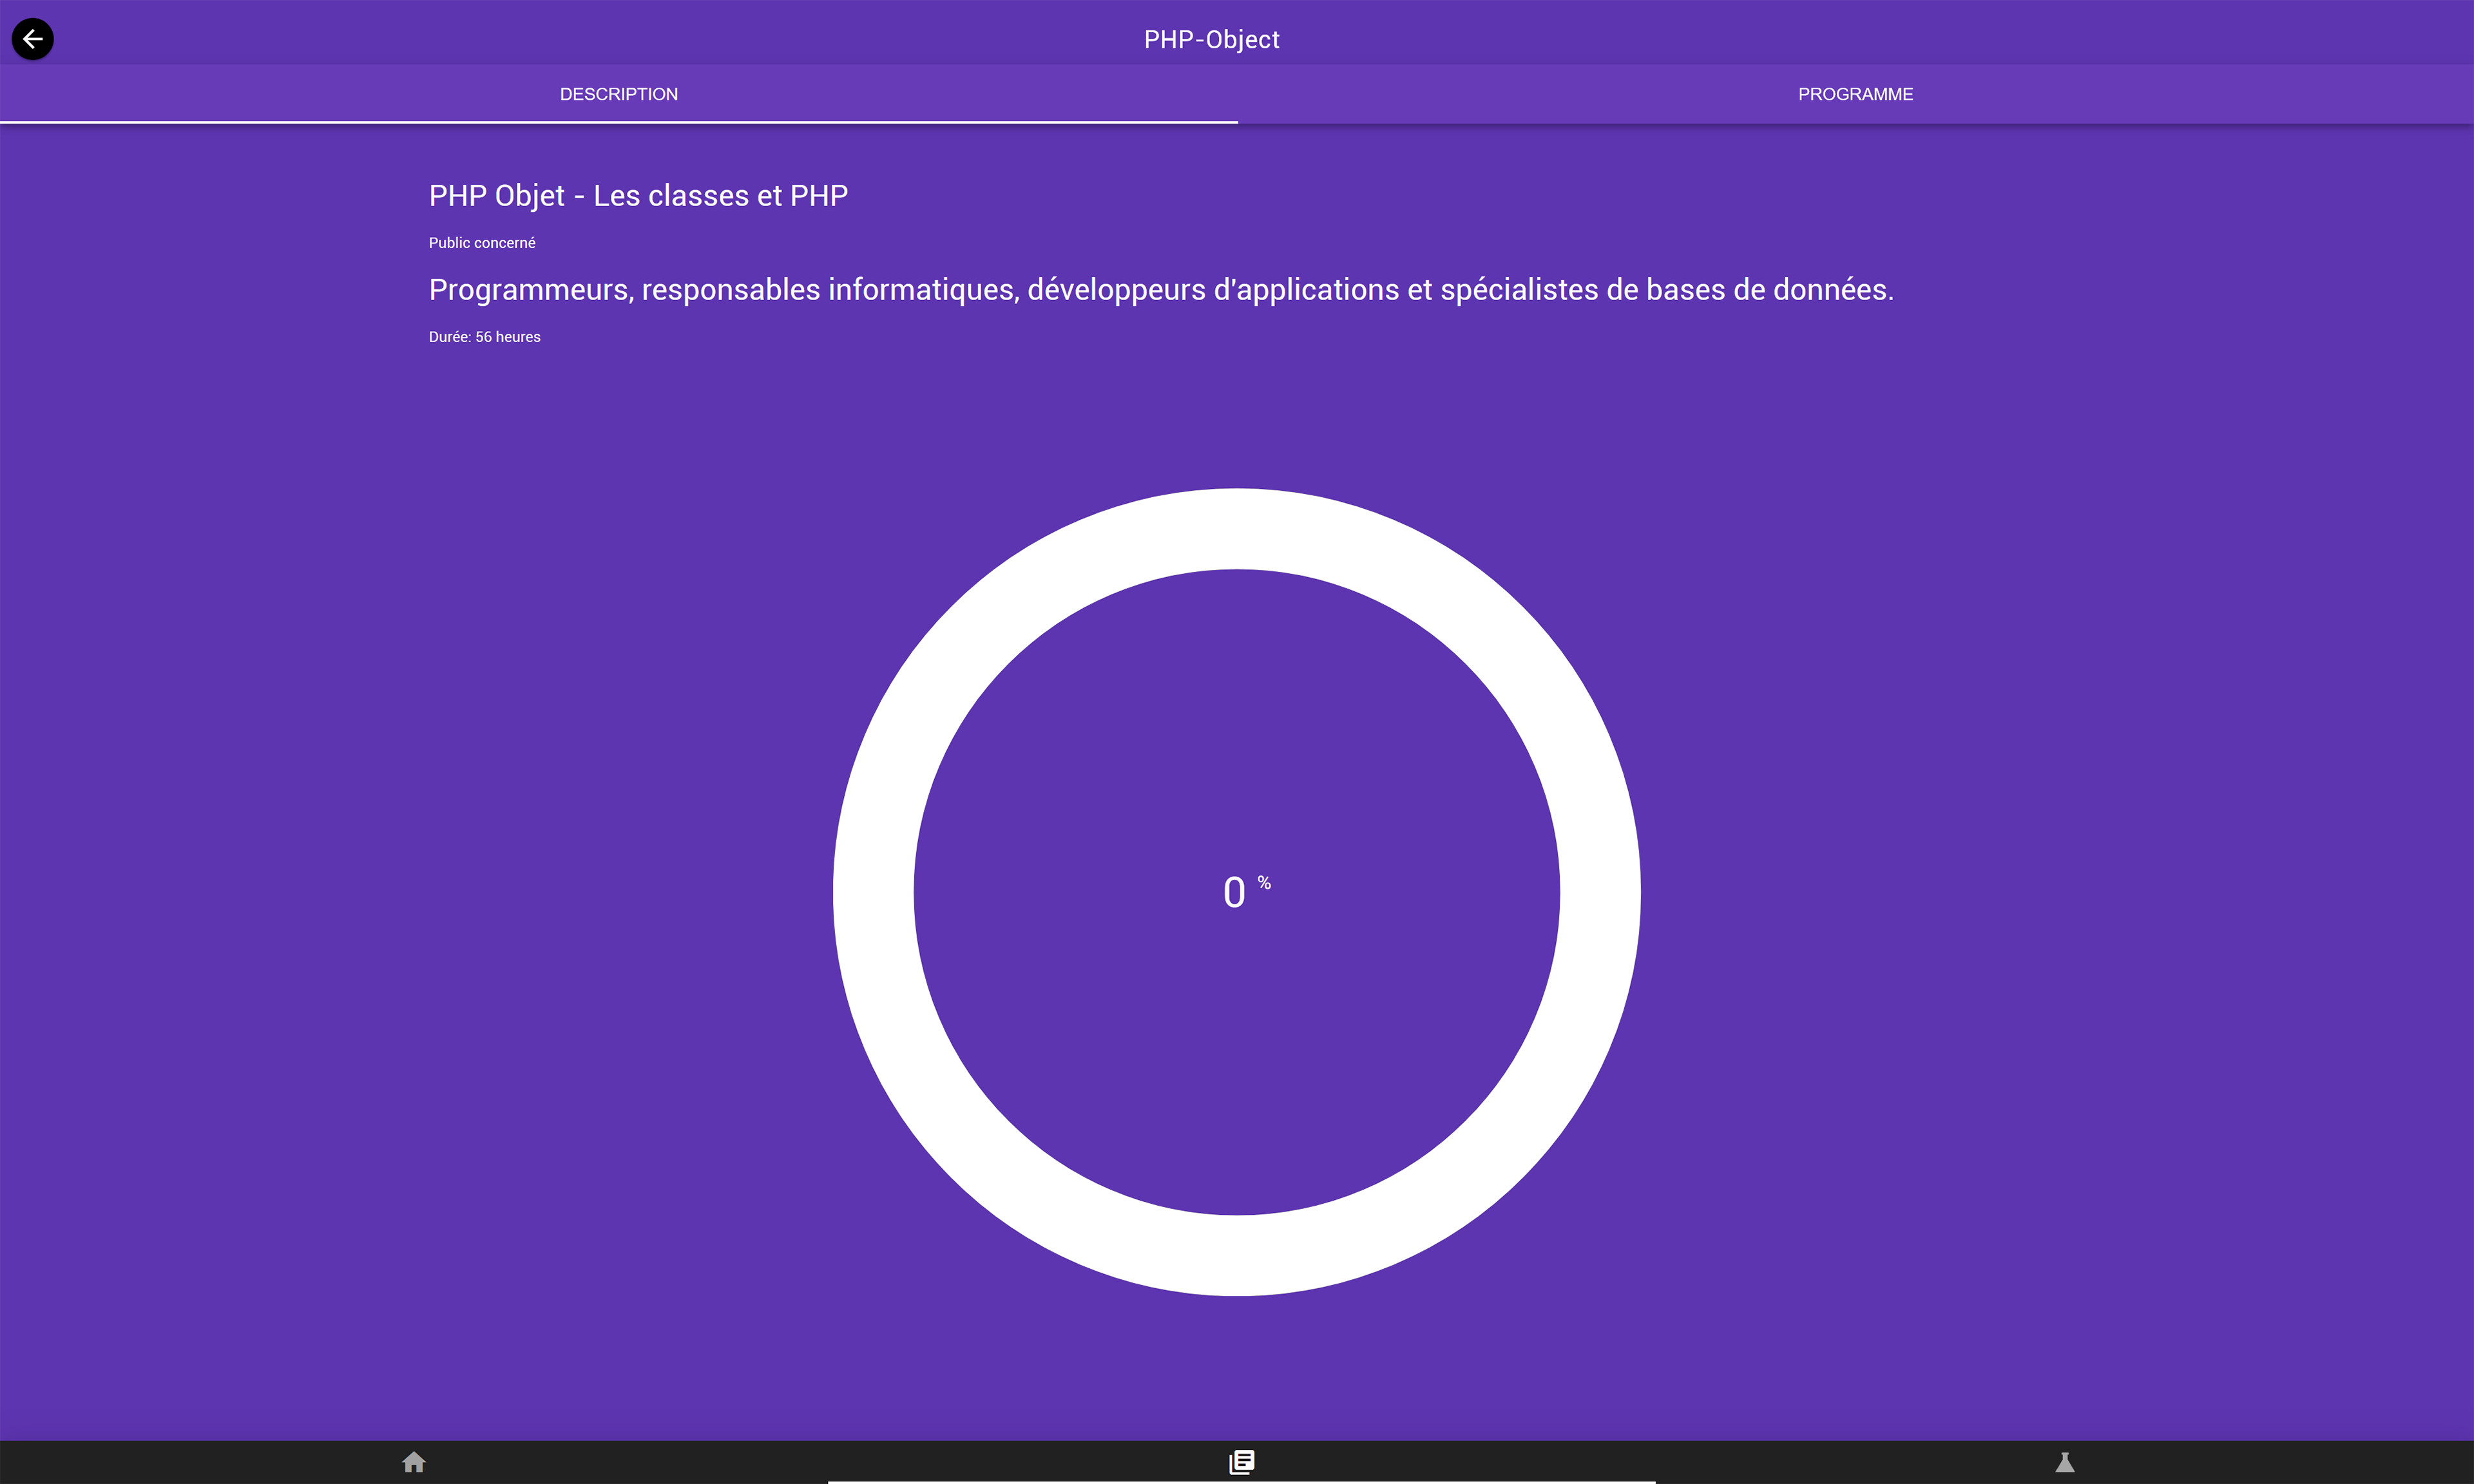 PHP-Object
DESCRIPTION
PROGRAMME
PHP Objet - Les classes et PHP
Public concerné
Programmeurs, responsables informatiques, développeurs d'applications et spécialistes de bases de données.
Durée: 56 heures
0 %